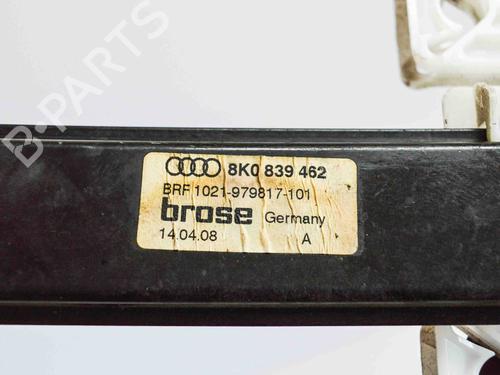 8K0 839 462
BRF 1021-979817-101
brose Germany
14.04.08 A
B-PARTS